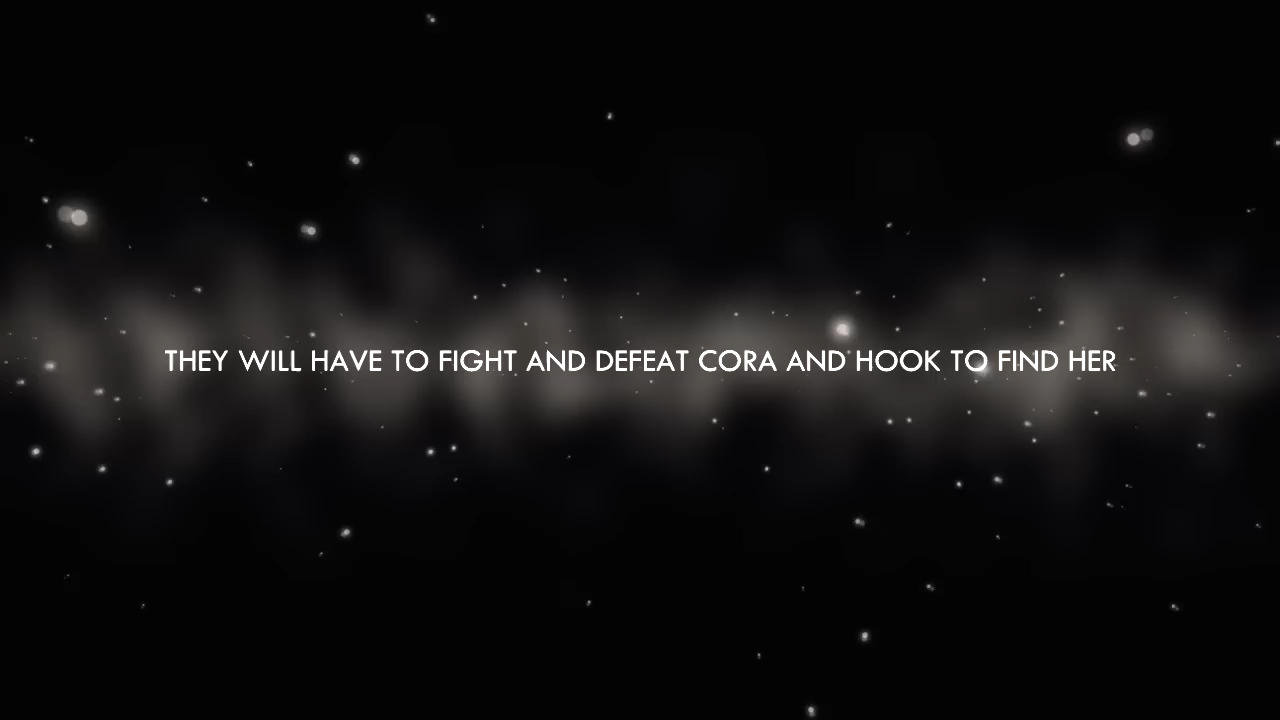 THEY WILL HAVE TO FIGHT AND DEFEAT CORA AND HOOK TO FIND HER